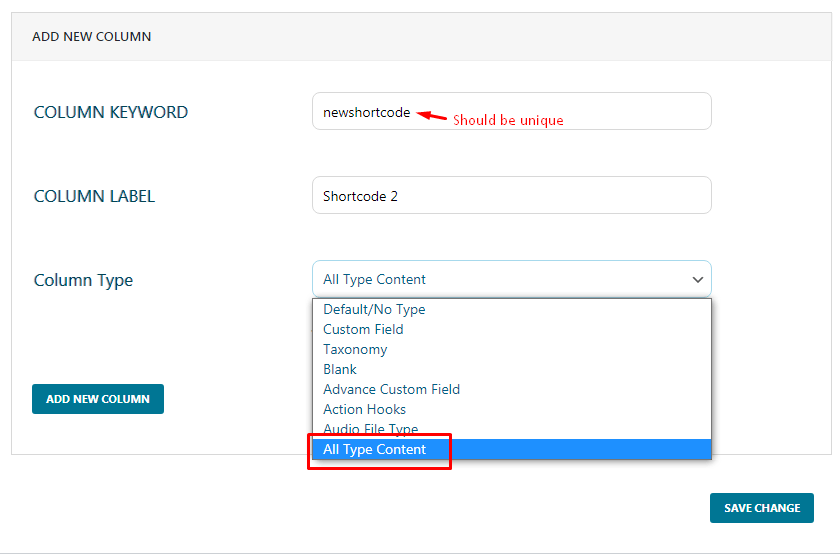 ADD NEW COLUMN
COLUMN KEYWORD
newshortcode
Should be unique
COLUMN LABEL
Shortcode 2
Column Type
All Type Content
Default/No Type
Custom Field
Taxonomy
Blank
Advance Custom Field
Action Hooks
Audio File Type
All Type Content
ADD NEW COLUMN
SAVE CHANGE